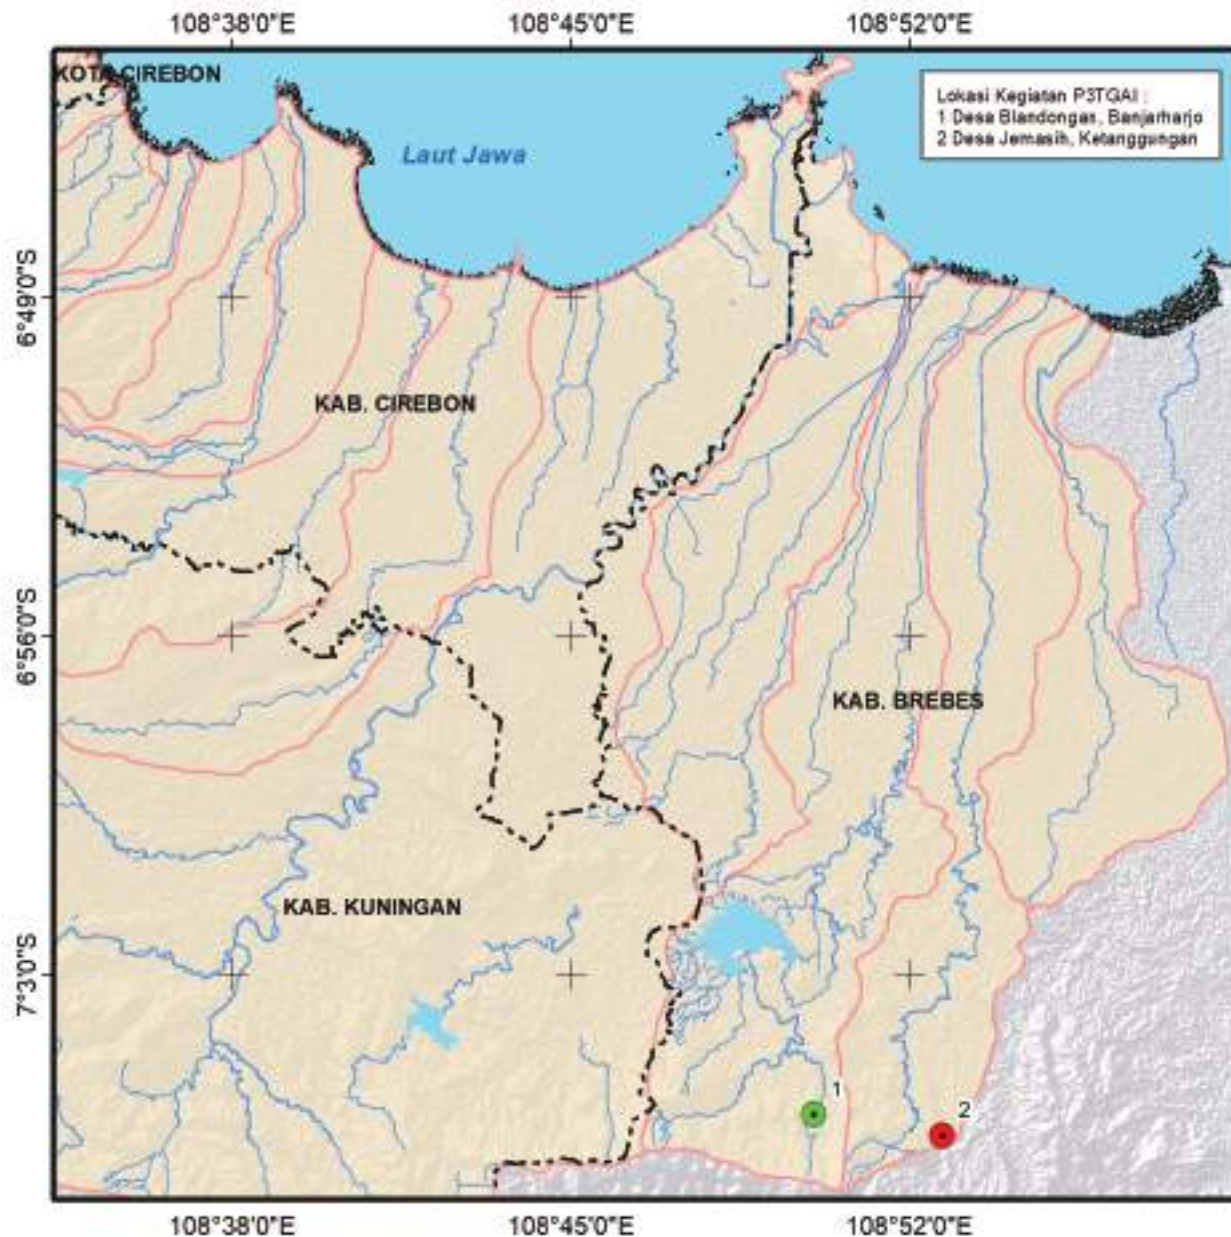 108°38'0"E
108°45'0"E
108°52'0"E
KOTA CIREBON
Lokasi Kegiatan P3TGAI :
1 Desa Blandongan, Banjarharjo
2 Desa Jemasih, Ketanggungan
Laut Jawa
6°49'0"S
KAB. CIREBON
6°56'0"S
KAB. BREBES
KAB. KUNINGAN
7°3'0"S
1
2
108°38'0"E
108°45'0"E
108°52'0"E